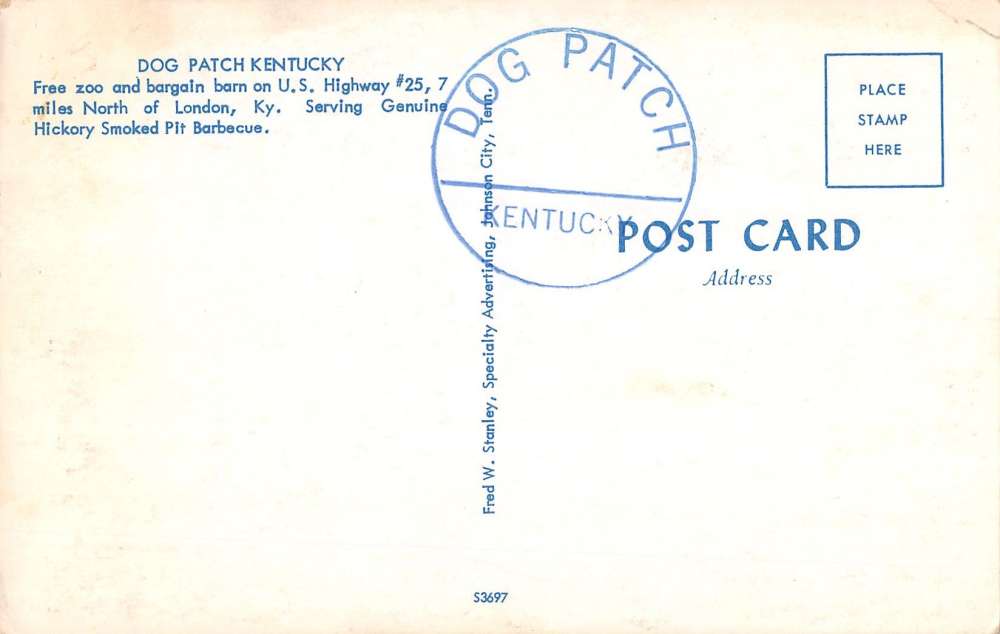 DOG PATCH KENTUCKY
Free zoo and bargain barn on U.S. Highway #25, 7
miles North of London, Ky. Serving Genuine
Hickory Smoked Pit Barbecue.
DOG PATCH
KENTUCKY
Fred W. Stanley, Specialty Advertising, Johnson City, Tenn.
PLACE
STAMP
HERE
POST CARD
Address
S3697